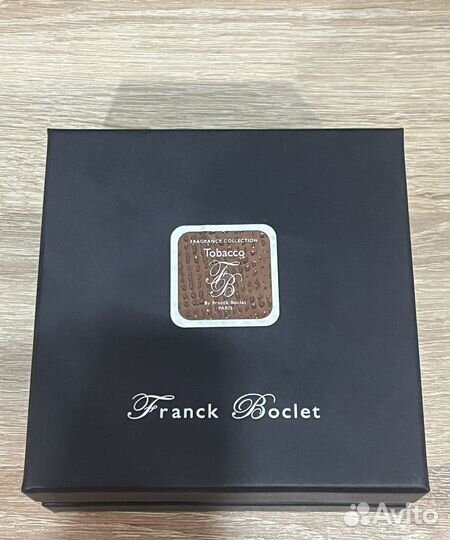 FRAGRANCE COLLECTION
Tobacco
FB
By Franck Boclet
PARIS
Franck Boclet
Avito